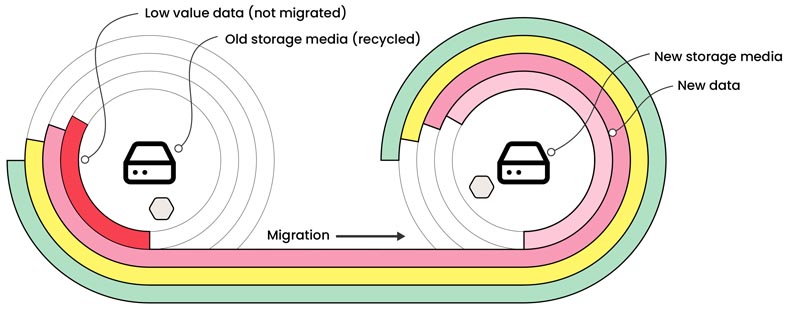 Low value data (not migrated)
Old storage media (recycled)
New storage media
New data
Migration